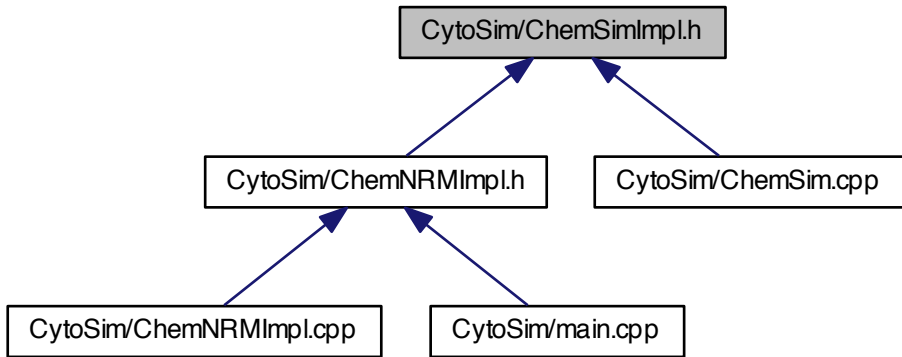 CytoSim/ChemSimImpl.h
CytoSim/ChemNRMImpl.h
CytoSim/ChemSim.cpp
CytoSim/ChemNRMImpl.cpp
CytoSim/main.cpp